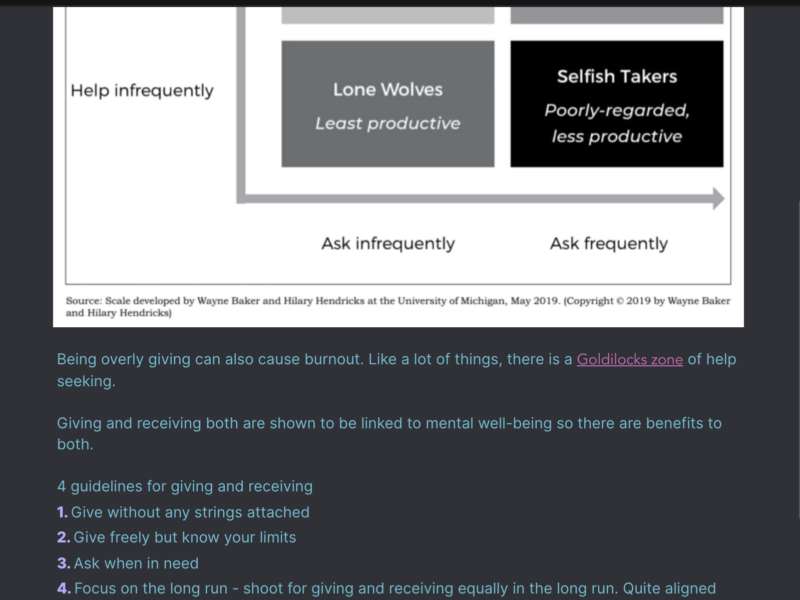 Help infrequently
Lone Wolves
Least productive
Selfish Takers
Poorly-regarded,
less productive
Ask infrequently
Ask frequently
Source: Scale developed by Wayne Baker and Hilary Hendricks at the University of Michigan, May 2019. (Copyright © 2019 by Wayne Baker
and Hilary Hendricks)
Being overly giving can also cause burnout. Like a lot of things, there is a Goldilocks zone of help
seeking.
Giving and receiving both are shown to be linked to mental well-being so there are benefits to
both.
4 guidelines for giving and receiving
1. Give without any strings attached
2. Give freely but know your limits
3. Ask when in need
4. Focus on the long run - shoot for giving and receiving equally in the long run. Quite aligned